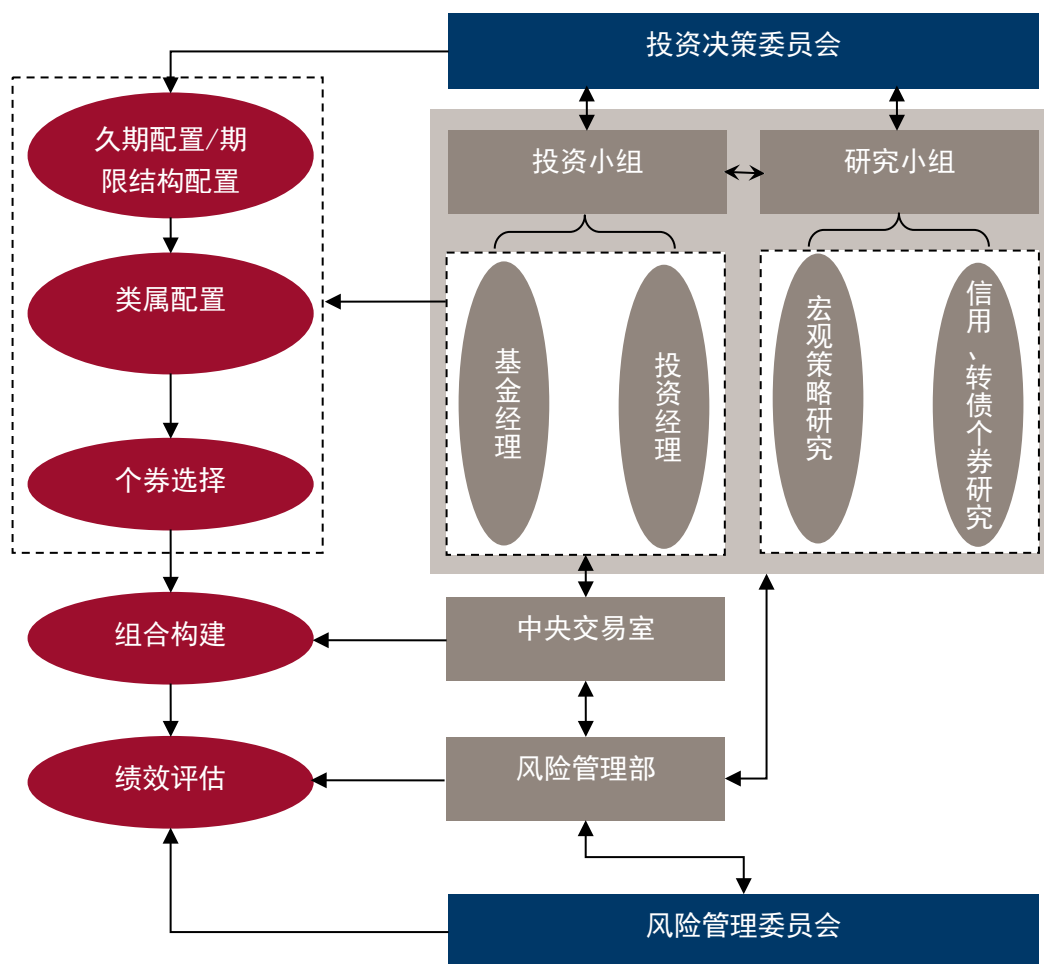 投资决策委员会
久期配置/期
限结构配置
投资小组
研究小组
类属配置
基金经理
投资经理
宏观策略研究
信用、转债个券研究
个券选择
组合构建
中央交易室
绩效评估
风险管理部
风险管理委员会